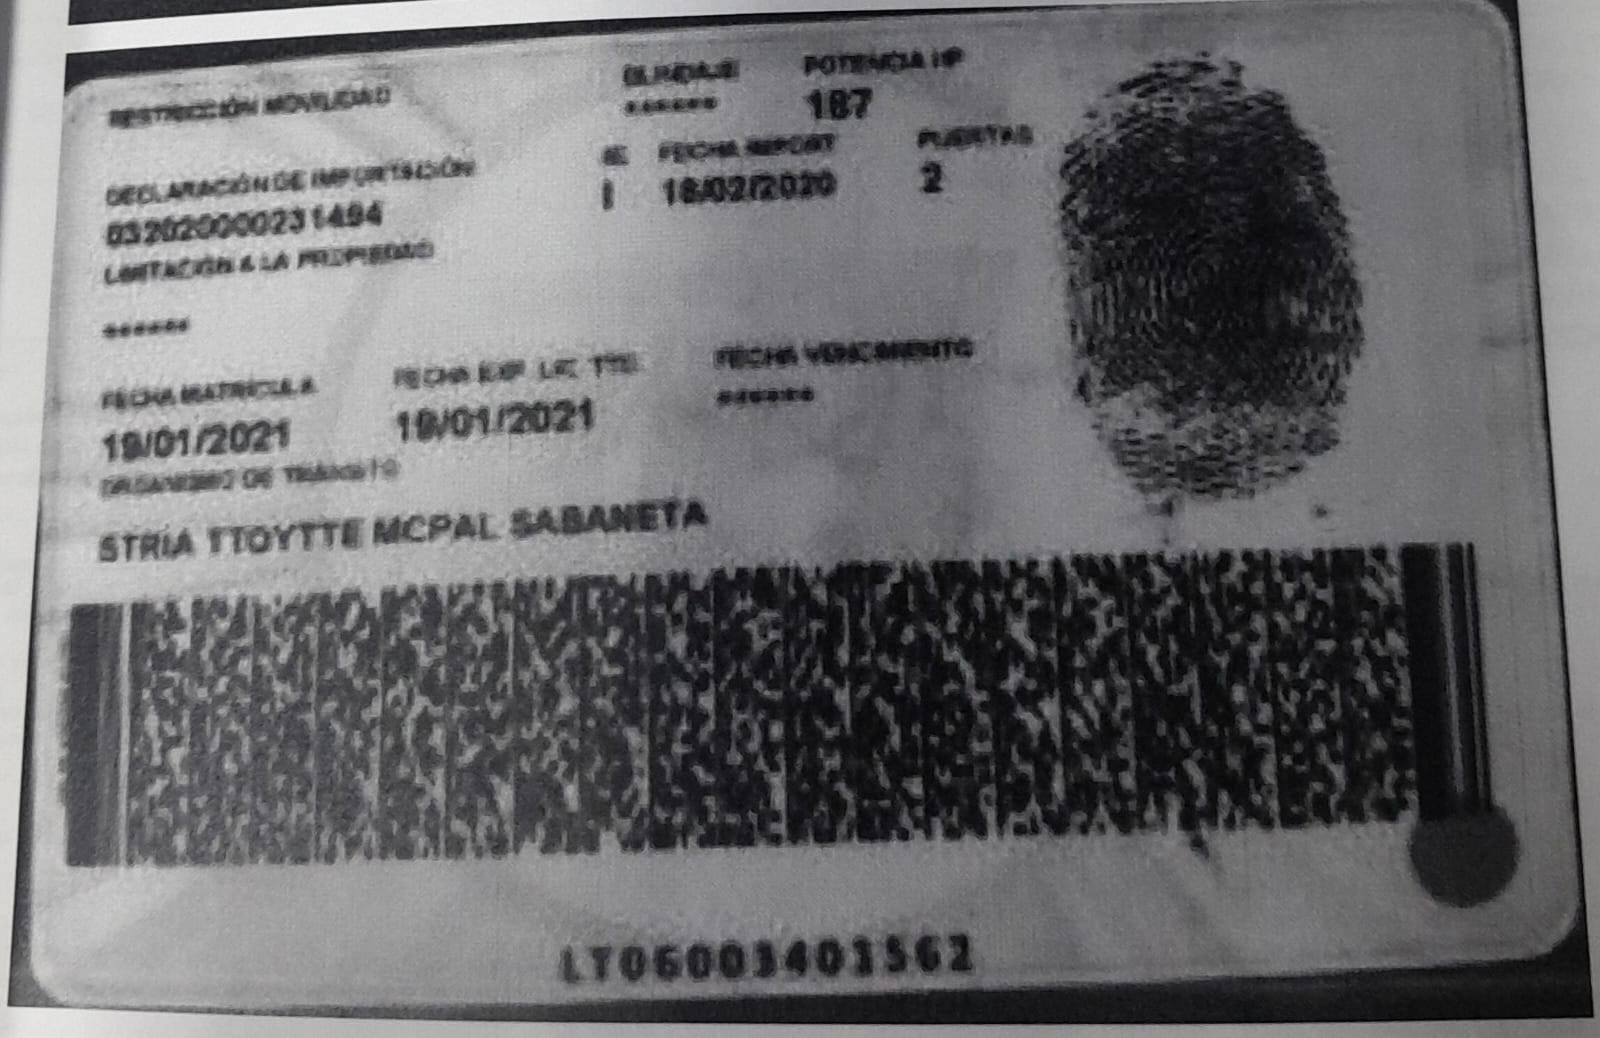 RESTRICCIÓN MOVILIDAD
BLINDAJE POTENCIA HP
****** 187
DECLARACIÓN DE IMPORTACIÓN I/E FECHA IMPORT PUERTAS
032020000231494 I 18/02/2020 2
LIMITACIÓN A LA PROPIEDAD
******
FECHA MATRICULA FECHA EXP. LIC. TTO. FECHA VENCIMIENTO
19/01/2021 19/01/2021 ******
ORGANISMO DE TRÁNSITO
STRIA TTOYTTE MCPAL SABANETA
LT06003401562